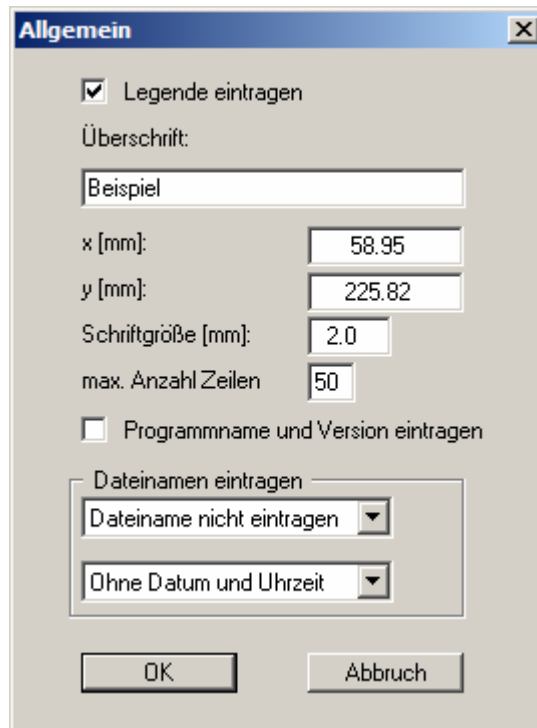 Allgemein
Legende eintragen
Überschrift:
Beispiel
x [mm]: 58.95
y [mm]: 225.82
Schriftgröße [mm]: 2.0
max. Anzahl Zeilen 50
Programmname und Version eintragen
Dateinamen eintragen
Dateiname nicht eintragen
Ohne Datum und Uhrzeit
OK Abbruch